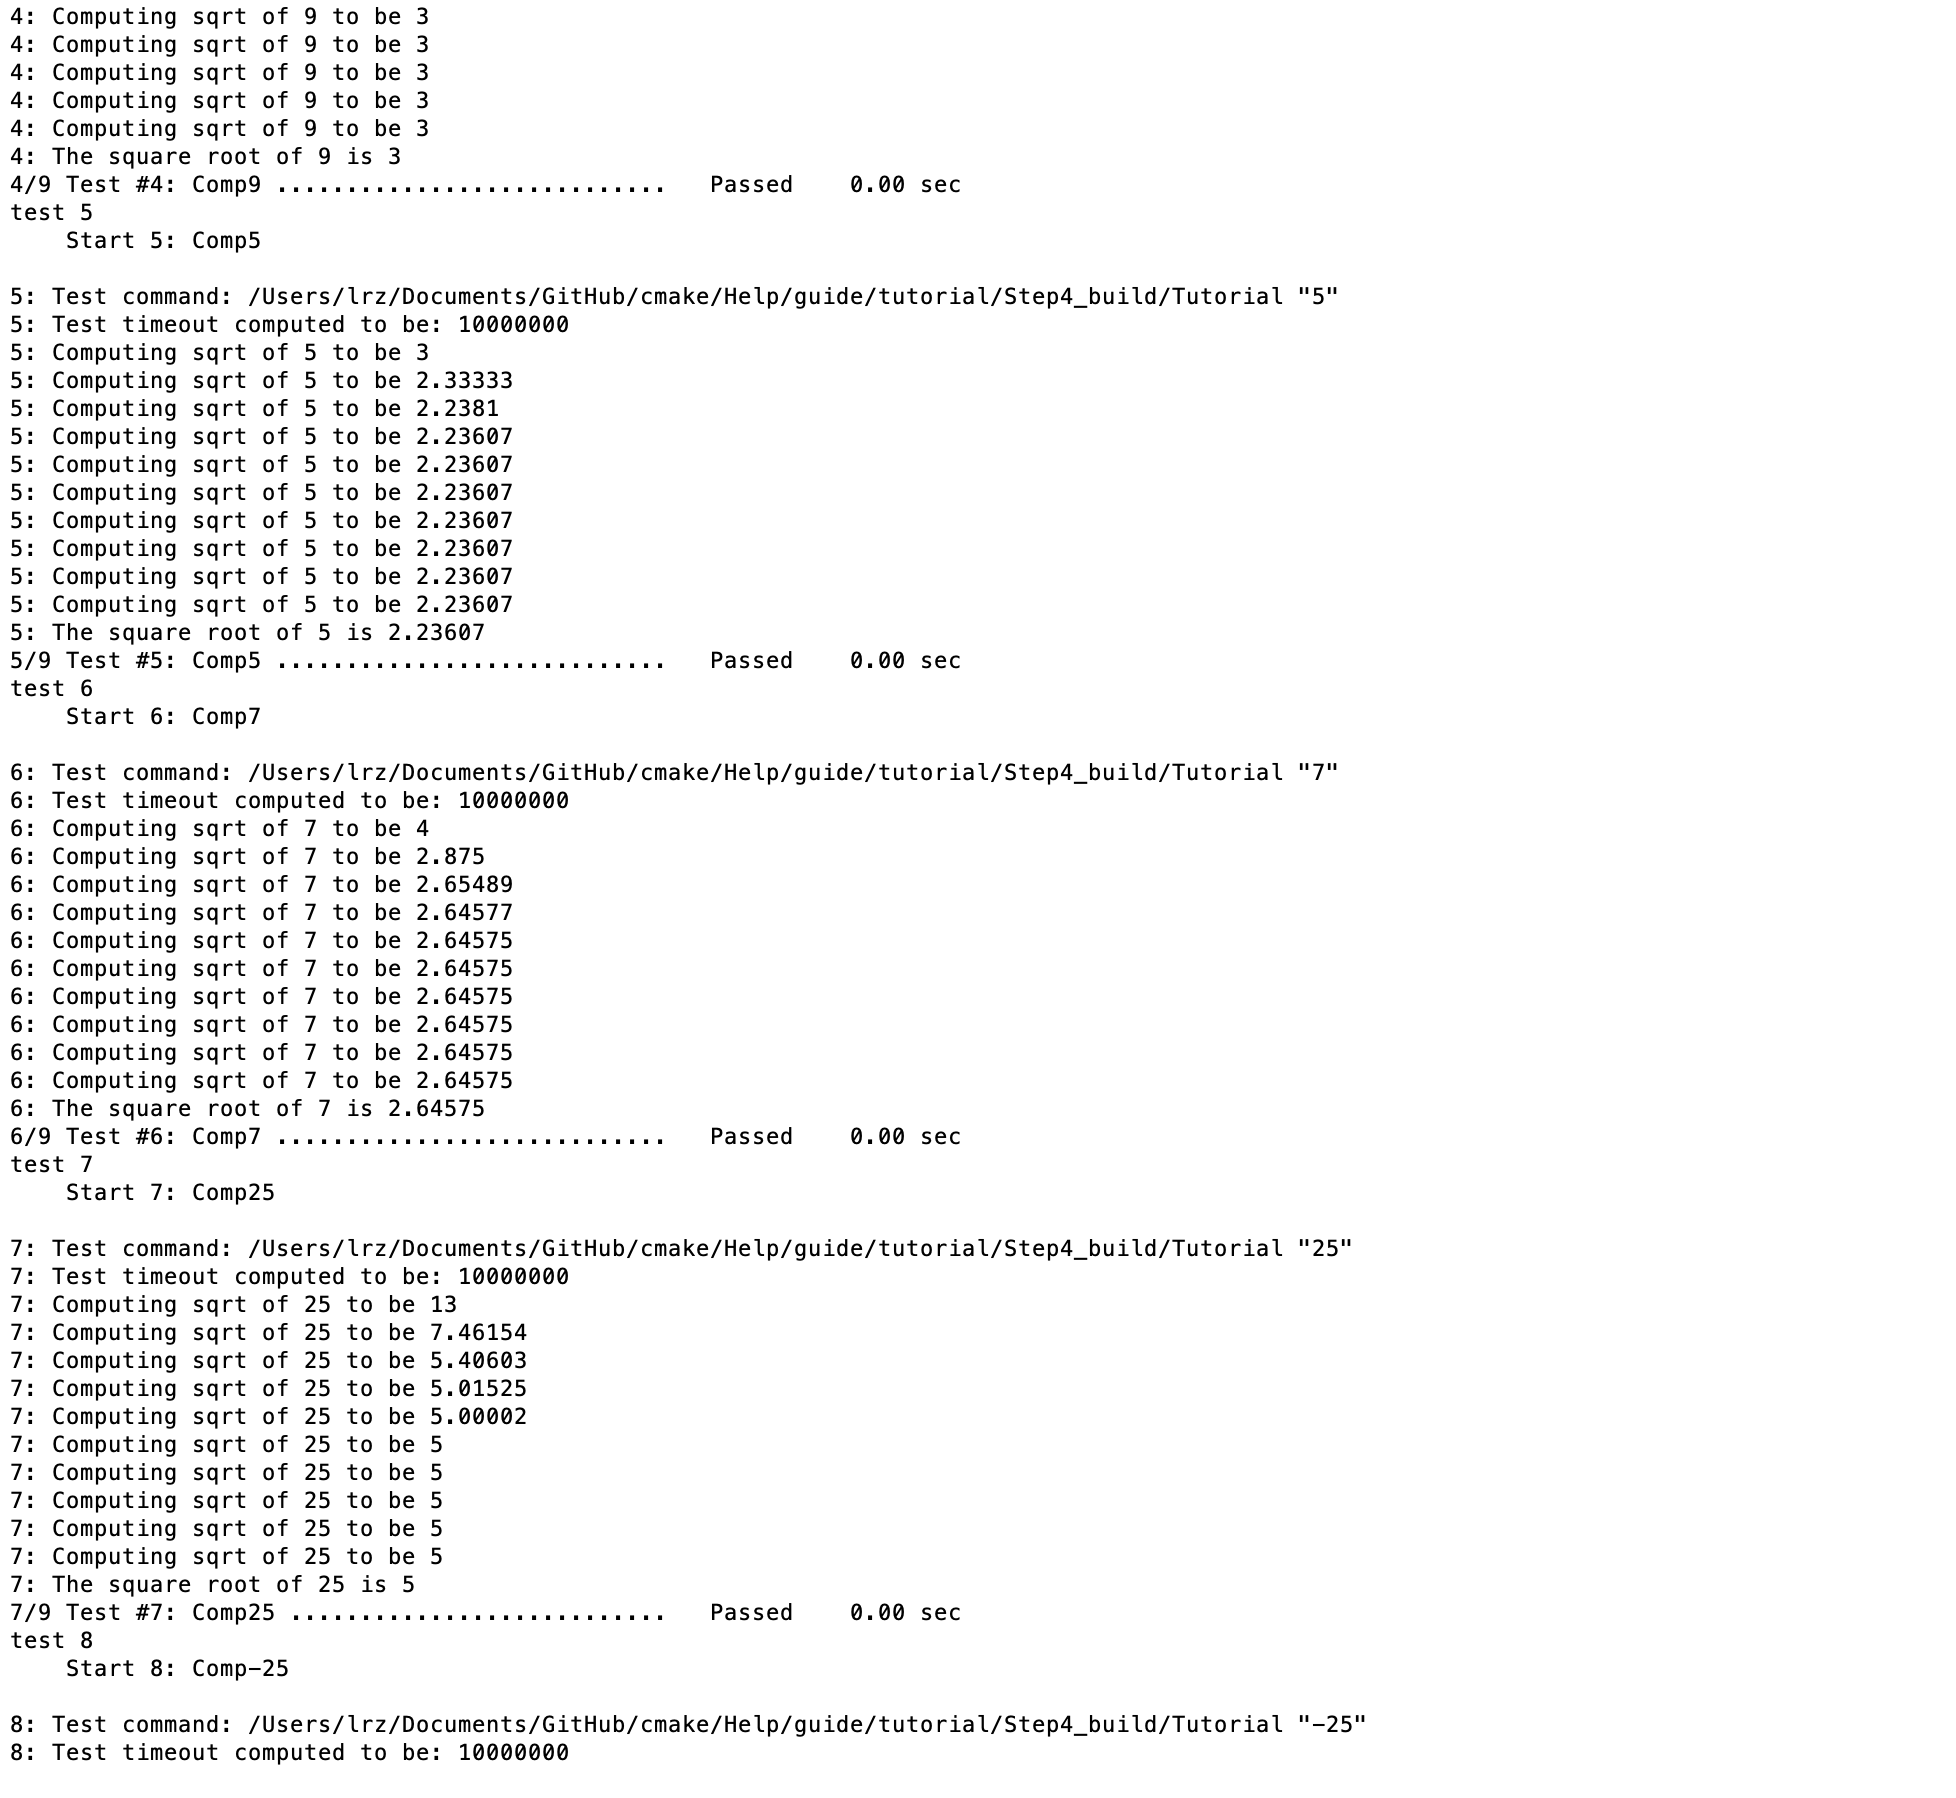 4: Computing sqrt of 9 to be 3
4: Computing sqrt of 9 to be 3
4: Computing sqrt of 9 to be 3
4: Computing sqrt of 9 to be 3
4: Computing sqrt of 9 to be 3
4: The square root of 9 is 3
4/9 Test #4: Comp9 ............................   Passed    0.00 sec
test 5
    Start 5: Comp5

5: Test command: /Users/lrz/Documents/GitHub/cmake/Help/guide/tutorial/Step4_build/Tutorial "5"
5: Test timeout computed to be: 10000000
5: Computing sqrt of 5 to be 3
5: Computing sqrt of 5 to be 2.33333
5: Computing sqrt of 5 to be 2.2381
5: Computing sqrt of 5 to be 2.23607
5: Computing sqrt of 5 to be 2.23607
5: Computing sqrt of 5 to be 2.23607
5: Computing sqrt of 5 to be 2.23607
5: Computing sqrt of 5 to be 2.23607
5: Computing sqrt of 5 to be 2.23607
5: Computing sqrt of 5 to be 2.23607
5: The square root of 5 is 2.23607
5/9 Test #5: Comp5 ............................   Passed    0.00 sec
test 6
    Start 6: Comp7

6: Test command: /Users/lrz/Documents/GitHub/cmake/Help/guide/tutorial/Step4_build/Tutorial "7"
6: Test timeout computed to be: 10000000
6: Computing sqrt of 7 to be 4
6: Computing sqrt of 7 to be 2.875
6: Computing sqrt of 7 to be 2.65489
6: Computing sqrt of 7 to be 2.64577
6: Computing sqrt of 7 to be 2.64575
6: Computing sqrt of 7 to be 2.64575
6: Computing sqrt of 7 to be 2.64575
6: Computing sqrt of 7 to be 2.64575
6: Computing sqrt of 7 to be 2.64575
6: Computing sqrt of 7 to be 2.64575
6: The square root of 7 is 2.64575
6/9 Test #6: Comp7 ............................   Passed    0.00 sec
test 7
    Start 7: Comp25

7: Test command: /Users/lrz/Documents/GitHub/cmake/Help/guide/tutorial/Step4_build/Tutorial "25"
7: Test timeout computed to be: 10000000
7: Computing sqrt of 25 to be 13
7: Computing sqrt of 25 to be 7.46154
7: Computing sqrt of 25 to be 5.40603
7: Computing sqrt of 25 to be 5.01525
7: Computing sqrt of 25 to be 5.00002
7: Computing sqrt of 25 to be 5
7: Computing sqrt of 25 to be 5
7: Computing sqrt of 25 to be 5
7: Computing sqrt of 25 to be 5
7: Computing sqrt of 25 to be 5
7: The square root of 25 is 5
7/9 Test #7: Comp25 ...........................   Passed    0.00 sec
test 8
    Start 8: Comp-25

8: Test command: /Users/lrz/Documents/GitHub/cmake/Help/guide/tutorial/Step4_build/Tutorial "-25"
8: Test timeout computed to be: 10000000